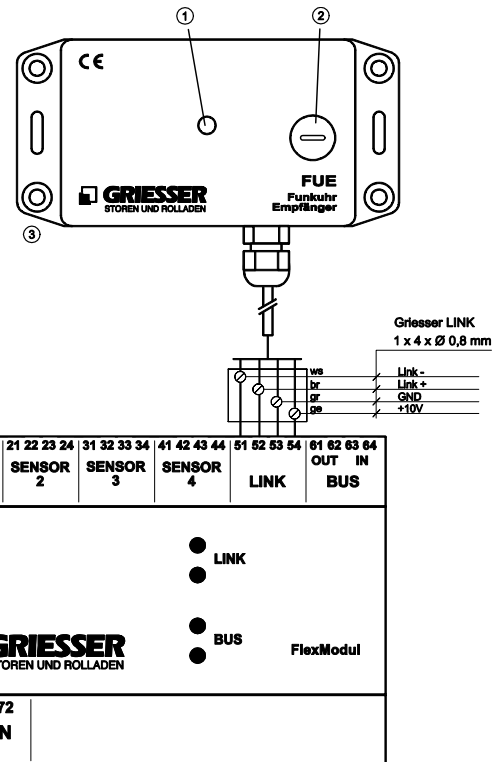 1
2
CE
GRIESSER
STOREN UND ROLLADEN
FUE
Funkuhr
Empfänger
3
Griesser LINK
1 x 4 x Ø 0,8 mm
ws Link -
br Link +
gr GND
ge +10V
21 22 23 24 31 32 33 34 41 42 43 44 51 52 53 54 61 62 63 64
SENSOR 2
SENSOR 3
SENSOR 4
LINK
OUT IN
BUS
LINK
BUS
GRIESSER
TOREN UND ROLLADEN
FlexModul
72
N